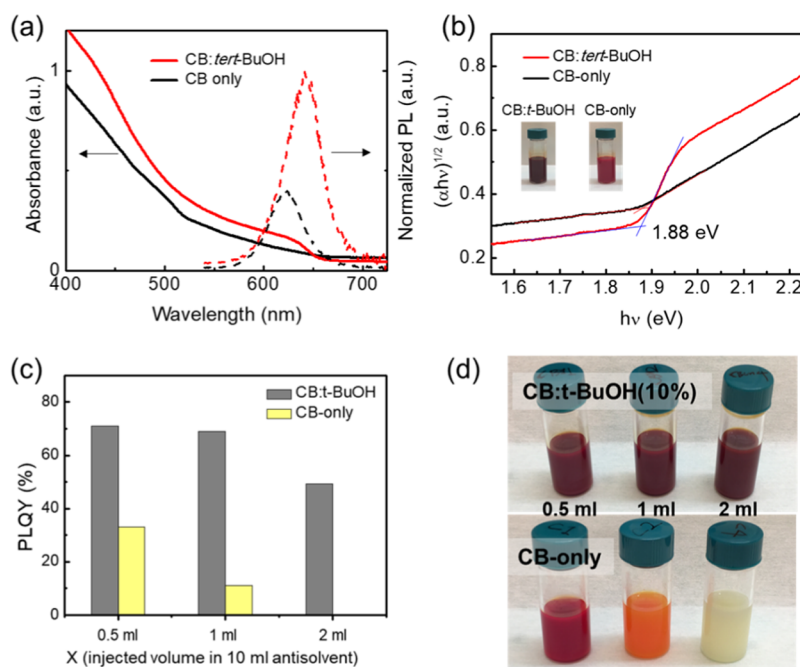 (a)
CB:tert-BuOH
CB only
Absorbance (a.u.)
1
0
Normalized PL (a.u.)
400
500
600
700
Wavelength (nm)
(b)
CB:tert-BuOH
CB-only
CB:t-BuOH CB-only
(αhν)1/2 (a.u.)
0.8
0.6
0.4
0.2
1.88 eV
1.6 1.7 1.8 1.9 2.0 2.1 2.2
hν (eV)
(c)
CB:t-BuOH
CB-only
PLQY (%)
80
60
40
20
0
0.5 ml 1 ml 2 ml
X (injected volume in 10 ml antisolvent)
(d)
CB:t-BuOH(10%)
0.5 ml 1 ml 2 ml
CB-only